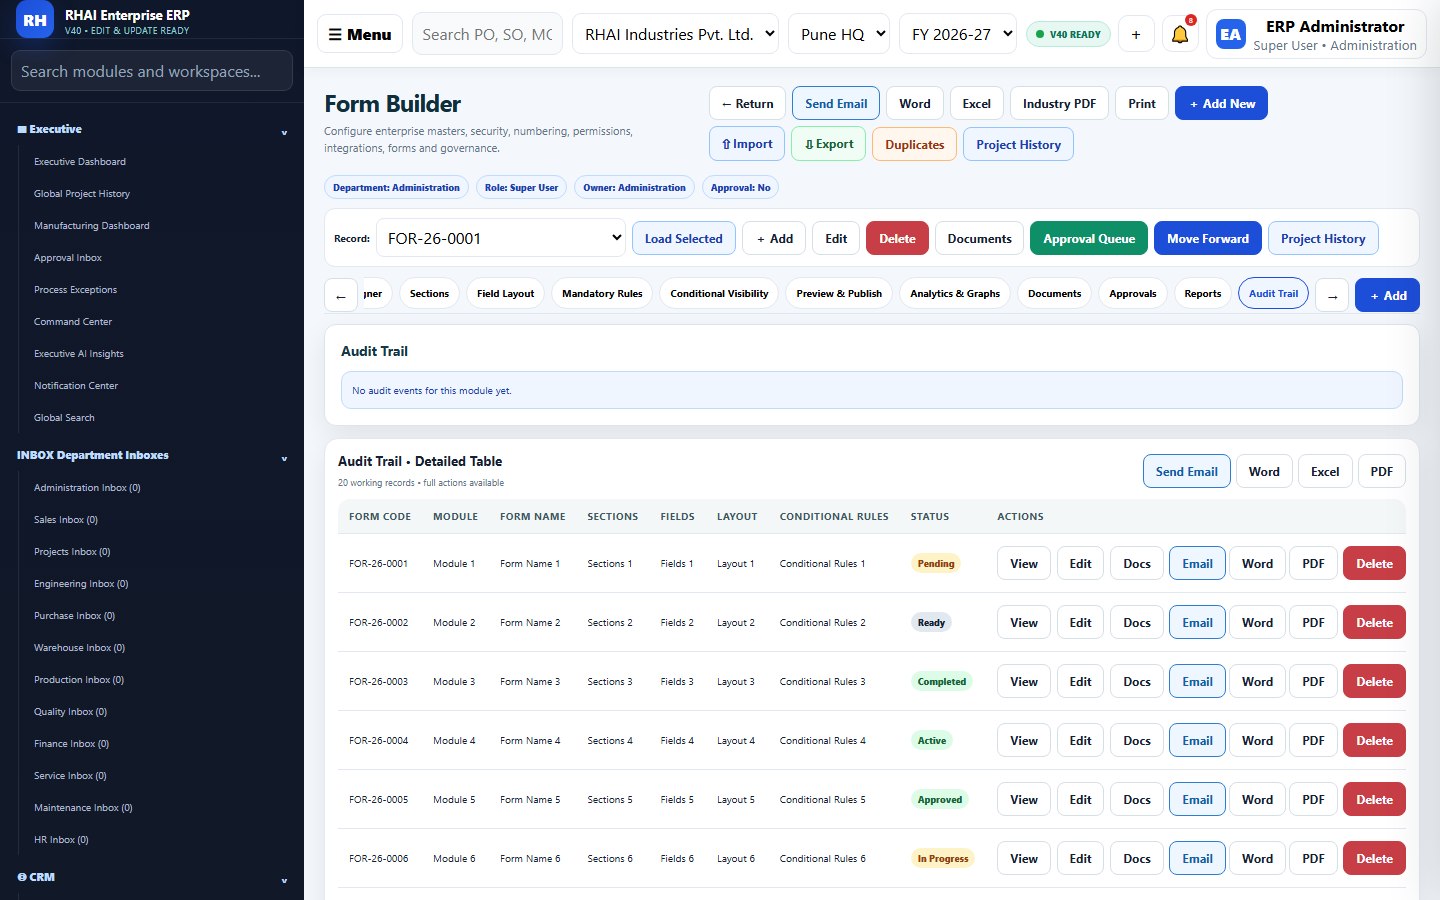 RH
RHAI Enterprise ERP
V40 • EDIT & UPDATE READY
Search modules and workspaces...
Executive
Executive Dashboard
Global Project History
Manufacturing Dashboard
Approval Inbox
Process Exceptions
Command Center
Executive AI Insights
Notification Center
Global Search
INBOX Department Inboxes
Administration Inbox (0)
Sales Inbox (0)
Projects Inbox (0)
Engineering Inbox (0)
Purchase Inbox (0)
Warehouse Inbox (0)
Production Inbox (0)
Quality Inbox (0)
Finance Inbox (0)
Service Inbox (0)
Maintenance Inbox (0)
HR Inbox (0)
CRM
☰ Menu
Search PO, SO, MO
RHAI Industries Pvt. Ltd.
Pune HQ
FY 2026-27
V40 READY
+
8
EA
ERP Administrator
Super User • Administration
Form Builder
Configure enterprise masters, security, numbering, permissions,
integrations, forms and governance.
← Return
Send Email
Word
Excel
Industry PDF
Print
+ Add New
⇧ Import
⇩ Export
Duplicates
Project History
Department: Administration
Role: Super User
Owner: Administration
Approval: No
Record:
FOR-26-0001
Load Selected
+ Add
Edit
Delete
Documents
Approval Queue
Move Forward
Project History
←
Sections
Field Layout
Mandatory Rules
Conditional Visibility
Preview & Publish
Analytics & Graphs
Documents
Approvals
Reports
Audit Trail
→
+ Add
Audit Trail
No audit events for this module yet.
Audit Trail • Detailed Table
20 working records • full actions available
Send Email
Word
Excel
PDF
FORM CODE MODULE FORM NAME SECTIONS FIELDS LAYOUT CONDITIONAL RULES STATUS ACTIONS
FOR-26-0001 Module 1 Form Name 1 Sections 1 Fields 1 Layout 1 Conditional Rules 1 Pending View Edit Docs Email Word PDF Delete
FOR-26-0002 Module 2 Form Name 2 Sections 2 Fields 2 Layout 2 Conditional Rules 2 Ready View Edit Docs Email Word PDF Delete
FOR-26-0003 Module 3 Form Name 3 Sections 3 Fields 3 Layout 3 Conditional Rules 3 Completed View Edit Docs Email Word PDF Delete
FOR-26-0004 Module 4 Form Name 4 Sections 4 Fields 4 Layout 4 Conditional Rules 4 Active View Edit Docs Email Word PDF Delete
FOR-26-0005 Module 5 Form Name 5 Sections 5 Fields 5 Layout 5 Conditional Rules 5 Approved View Edit Docs Email Word PDF Delete
FOR-26-0006 Module 6 Form Name 6 Sections 6 Fields 6 Layout 6 Conditional Rules 6 In Progress View Edit Docs Email Word PDF Delete